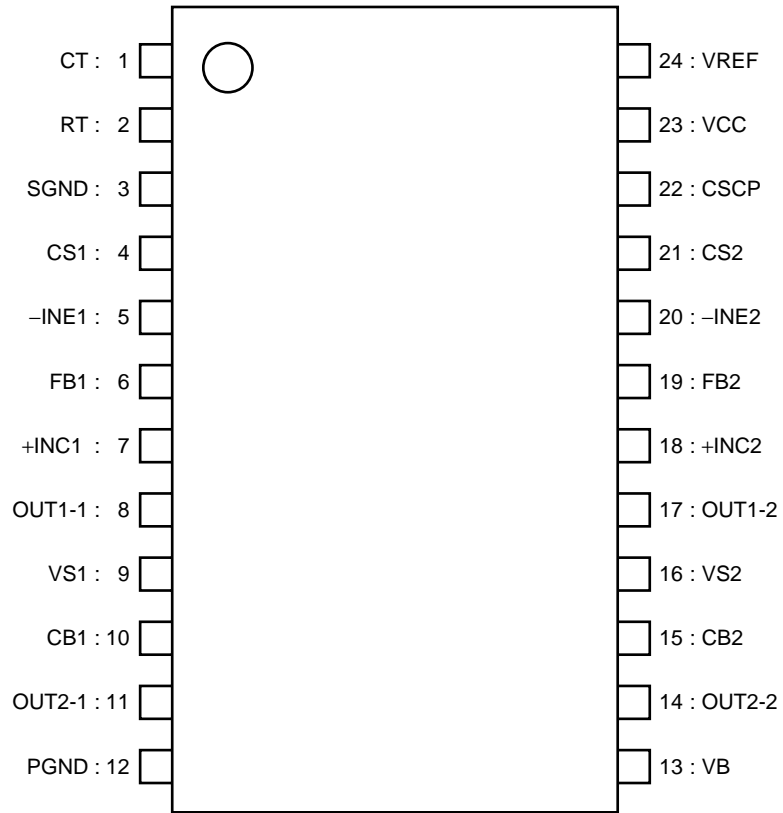 CT : 1
24 : VREF
RT : 2
23 : VCC
SGND : 3
22 : CSCP
CS1 : 4
21 : CS2
−INE1 : 5
20 : −INE2
FB1 : 6
19 : FB2
+INC1 : 7
18 : +INC2
OUT1-1 : 8
17 : OUT1-2
VS1 : 9
16 : VS2
CB1 : 10
15 : CB2
OUT2-1 : 11
14 : OUT2-2
PGND : 12
13 : VB